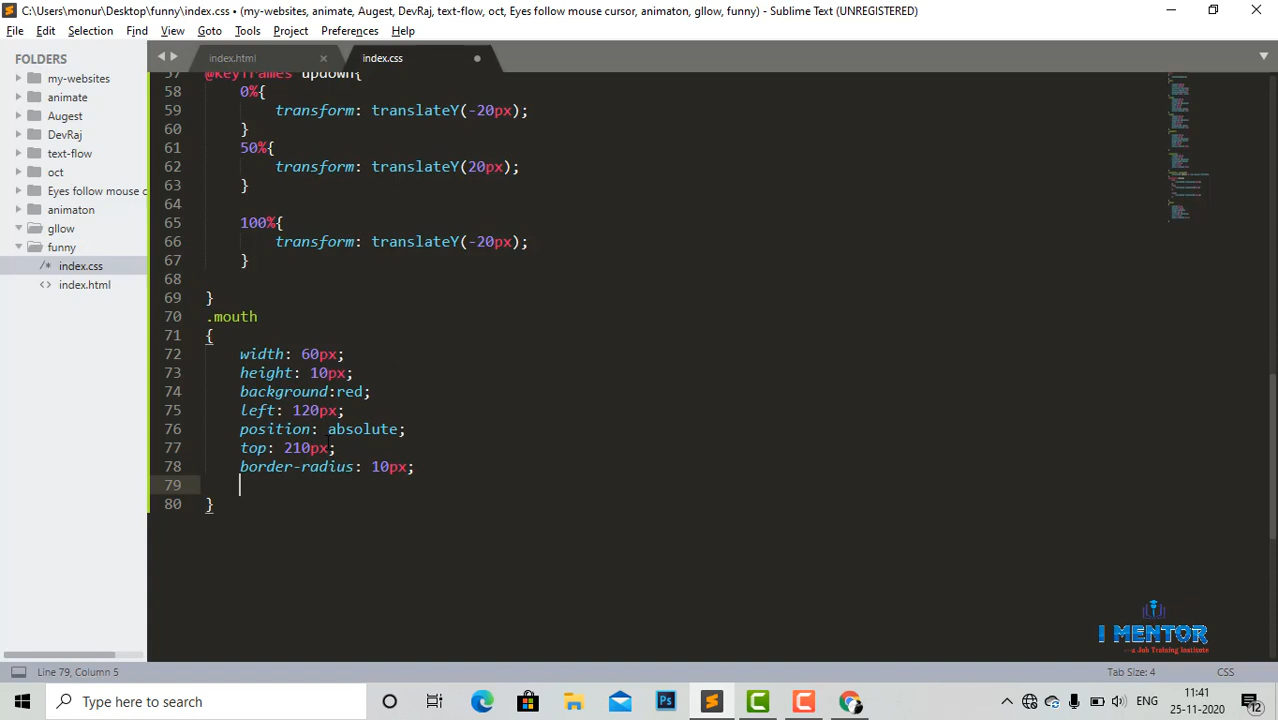 C:\Users\monur\Desktop\funny\index.css • (my-websites, animate, Augest, DevRaj, text-flow, oct, Eyes follow mouse cursor, animaton, gllow, funny) - Sublime Text (UNREGISTERED)
File Edit Selection Find View Goto Tools Project Preferences Help
FOLDERS
my-websites
animate
Augest
DevRaj
text-flow
oct
Eyes follow mouse c
animaton
gllow
funny
/* index.css
<> index.html
index.html × index.css
57 @keyframes updown{
58 0%{
59 transform: translateY(-20px);
60 }
61 50%{
62 transform: translateY(20px);
63 }
64
65 100%{
66 transform: translateY(-20px);
67 }
68
69 }
70 .mouth
71 {
72 width: 60px;
73 height: 10px;
74 background:red;
75 left: 120px;
76 position: absolute;
77 top: 210px;
78 border-radius: 10px;
79
80 }
I MENTOR
---a Job Training Institute
Line 79, Column 5
Tab Size: 4
CSS
Type here to search
Ps
ENG
11:41
25-11-2020
12